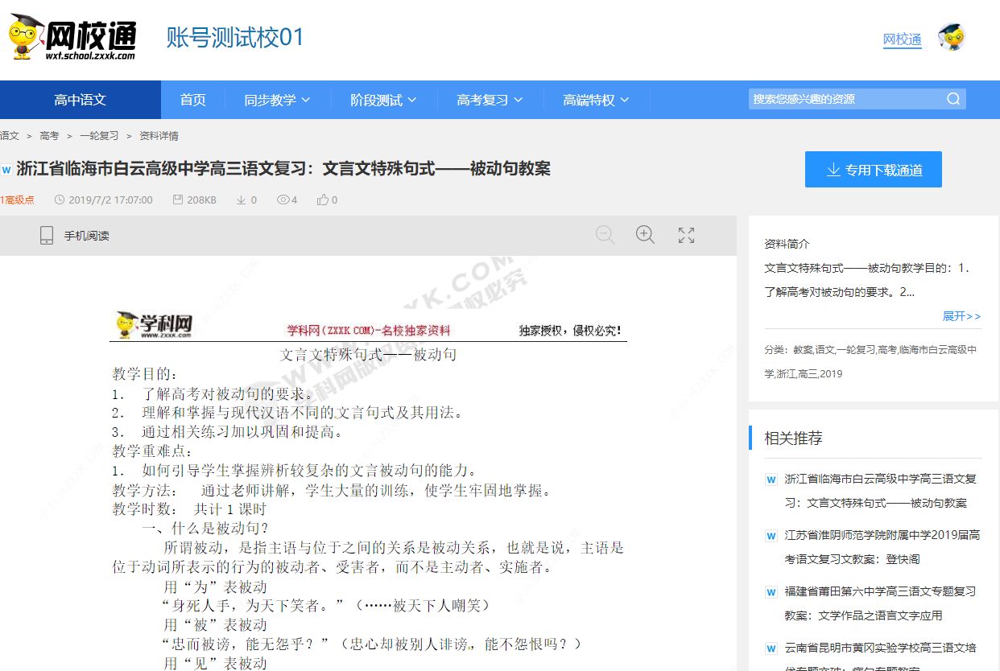 网校通
wxt.school.zxxk.com
账号测试校01
网校通
高中语文
首页
同步教学
阶段测试
高考复习
高端特权
搜索您感兴趣的资源
语文 > 高考 > 一轮复习 > 资料详情
W 浙江省临海市白云高级中学高三语文复习：文言文特殊句式——被动句教案
专用下载通道
1高级点
2019/7/2 17:07:00
208KB
0
4
0
手机阅读
学科网
www.zxxk.com
学科网(ZXXK COM)-名校独家资料
独家授权，侵权必究！
文言文特殊句式——被动句
教学目的：
1． 了解高考对被动句的要求。
2． 理解和掌握与现代汉语不同的文言句式及其用法。
3． 通过相关练习加以巩固和提高。
教学重难点：
1． 如何引导学生掌握辨析较复杂的文言被动句的能力。
教学方法： 通过老师讲解，学生大量的训练，使学生牢固地掌握。
教学时数： 共计 1 课时
一、什么是被动句？
所谓被动，是指主语与位于之间的关系是被动关系，也就是说，主语是
位于动词所表示的行为的被动者、受害者，而不是主动者、实施者。
用“为”表被动
“身死人手，为天下笑者。”（……被天下人嘲笑）
用“被”表被动
“忠而被谤，能无怨乎？”（忠心却被别人诽谤，能不怨恨吗？）
用“见”表被动
资料简介
文言文特殊句式——被动句教学目的：1．
了解高考对被动句的要求。2...
展开>>
分类：教案,语文,一轮复习,高考,临海市白云高级中
学,浙江,高三,2019
相关推荐
W 浙江省临海市白云高级中学高三语文复
习：文言文特殊句式——被动句教案
W 江苏省淮阴师范学院附属中学2019届高
考语文复习文教案：登快阁
W 福建省莆田第六中学高三语文专题复习
教案：文学作品之语言文字应用
W 云南省昆明市黄冈实验学校高三语文培
优专题突破：病句专题教案